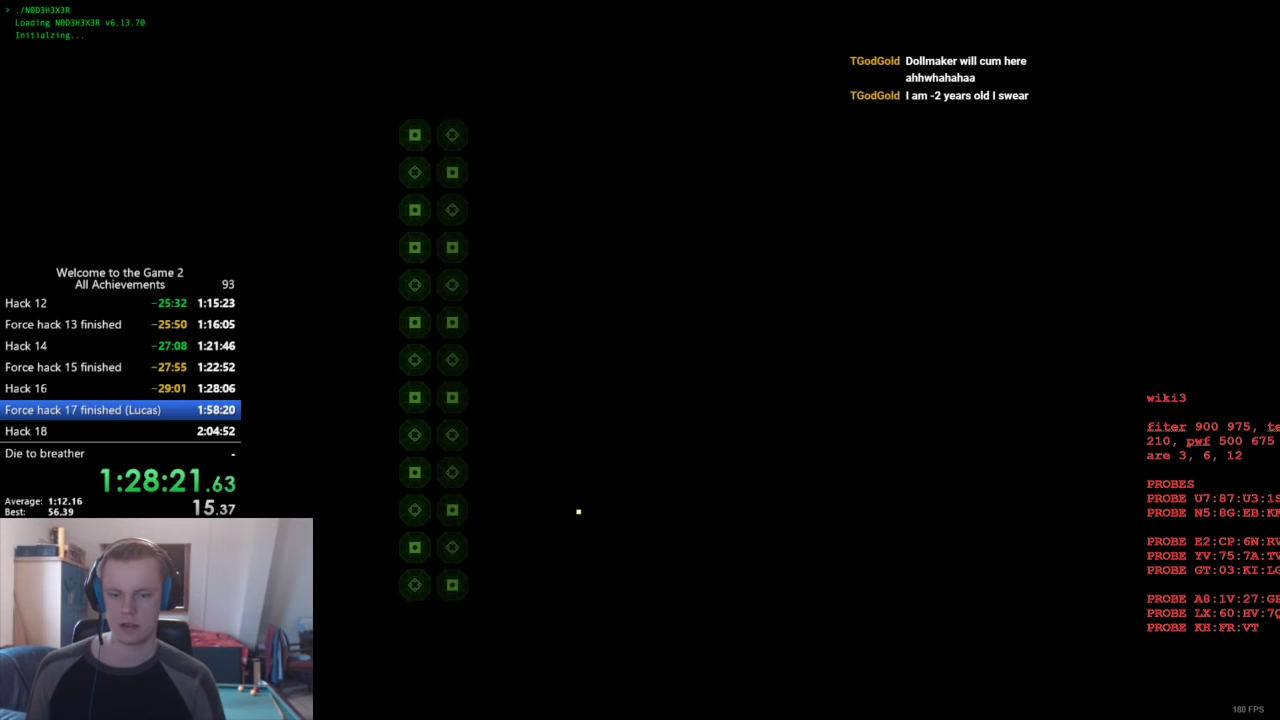 > ./N0D3H3X3R
Loading N0D3H3X3R v6.13.70
Initialzing...
TGodGold Dollmaker will cum here
ahhwhahahaa
TGodGold I am -2 years old I swear
Welcome to the Game 2
All Achievements 93
Hack 12 -25:32 1:15:23
Force hack 13 finished -25:50 1:16:05
Hack 14 -27:08 1:21:46
Force hack 15 finished -27:55 1:22:52
Hack 16 -29:01 1:28:06
Force hack 17 finished (Lucas) 1:58:20
Hack 18 2:04:52
Die to breather -
1:28:21.63
Average: 1:12.16
Best: 56.39
15.37
wiki3
fiter 900 975, te
210, pwf 500 675
are 3, 6, 12
PROBES
PROBE U7:87:U3:1S
PROBE N5:8G:EB:
PROBE E2:CP:6N:RV
PROBE YV:75:7A:TV
PROBE GT:03:KI:LG
PROBE A8:1V:27:
PROBE LX:60:HV:7Q
PROBE KH:FR:VT
180 FPS